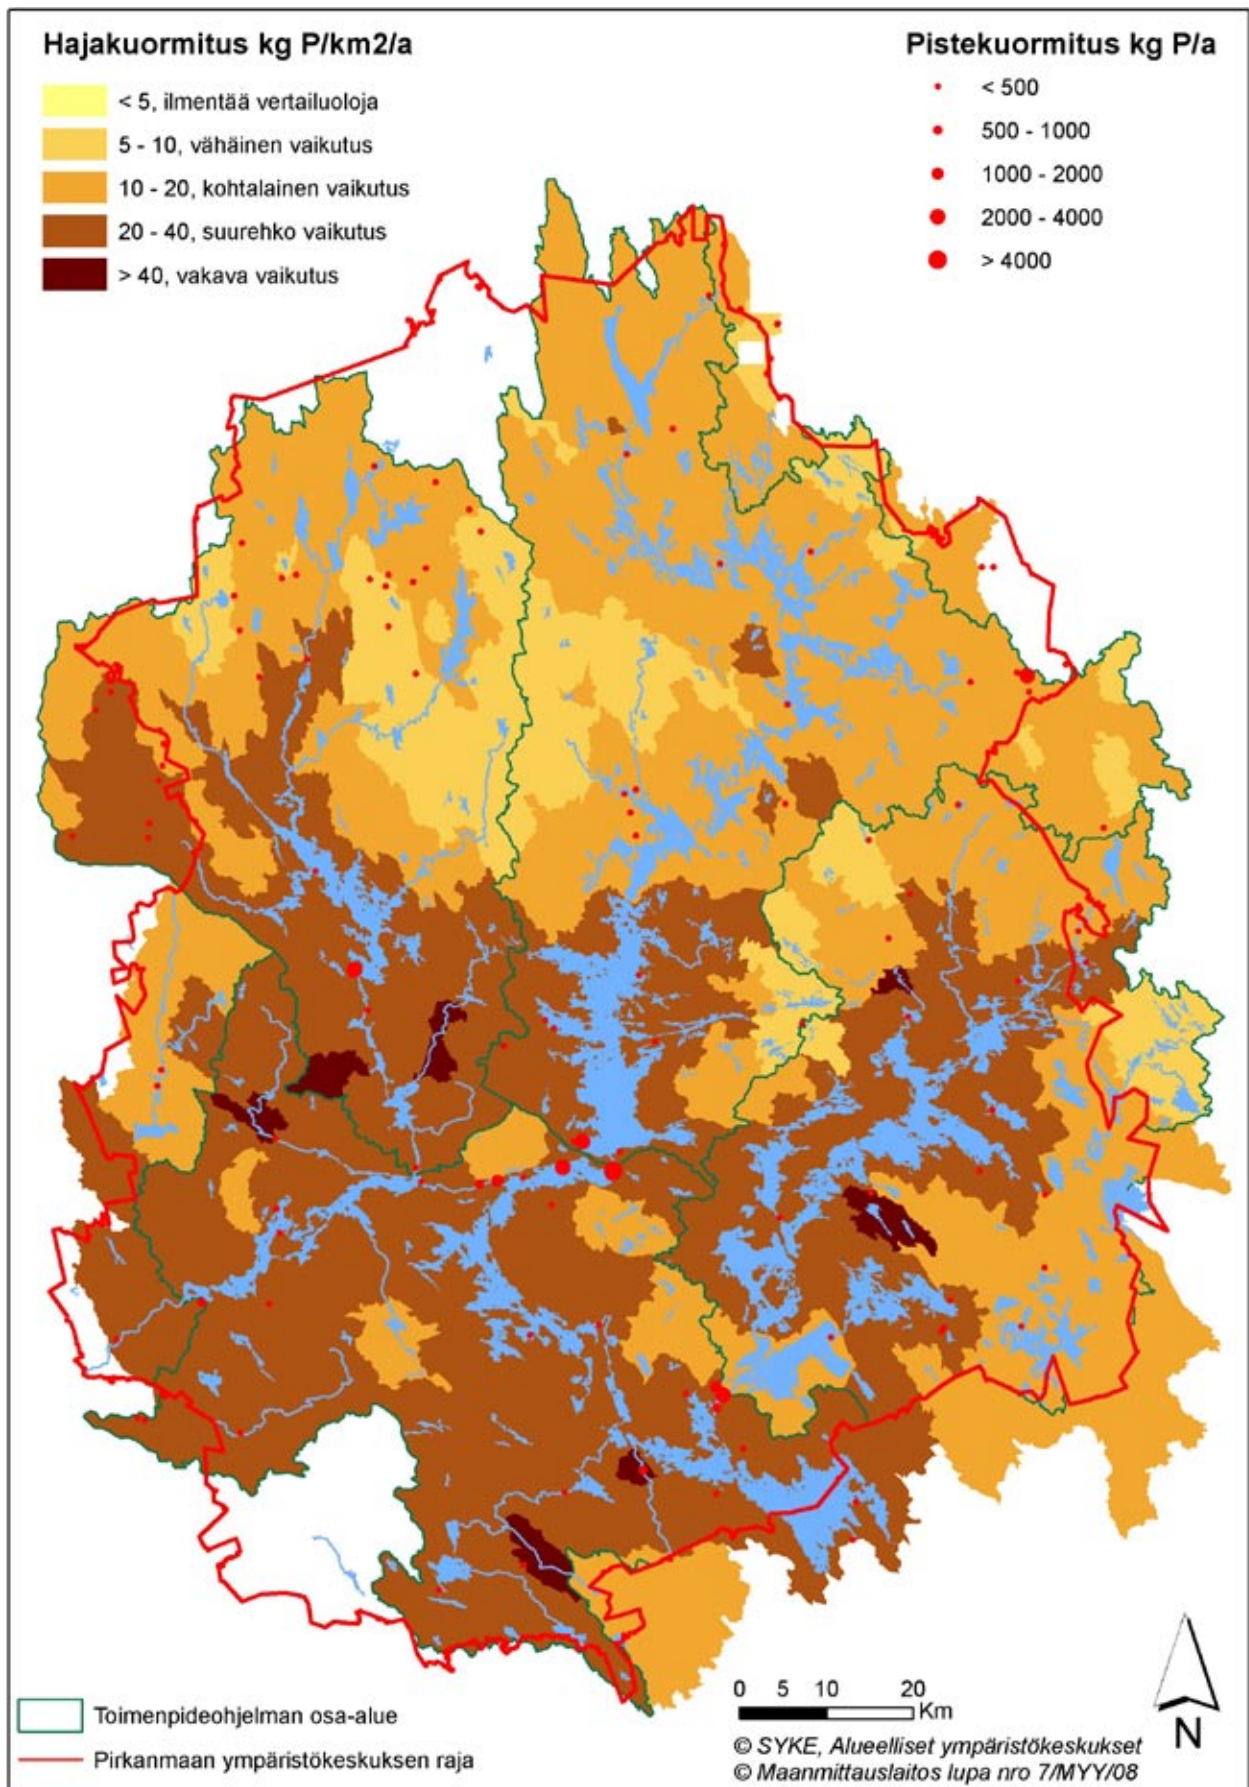 Hajakuormitus kg P/km2/a
< 5, ilmentää vertailuoloja
5 - 10, vähäinen vaikutus
10 - 20, kohtalainen vaikutus
20 - 40, suurehko vaikutus
> 40, vakava vaikutus
Pistekuormitus kg P/a
< 500
500 - 1000
1000 - 2000
2000 - 4000
> 4000
Toimenpideohjelman osa-alue
Pirkanmaan ympäristökeskuksen raja
0 5 10 20
Km
N
© SYKE, Alueelliset ympäristökeskukset
© Maanmittauslaitos lupa nro 7/MYY/08